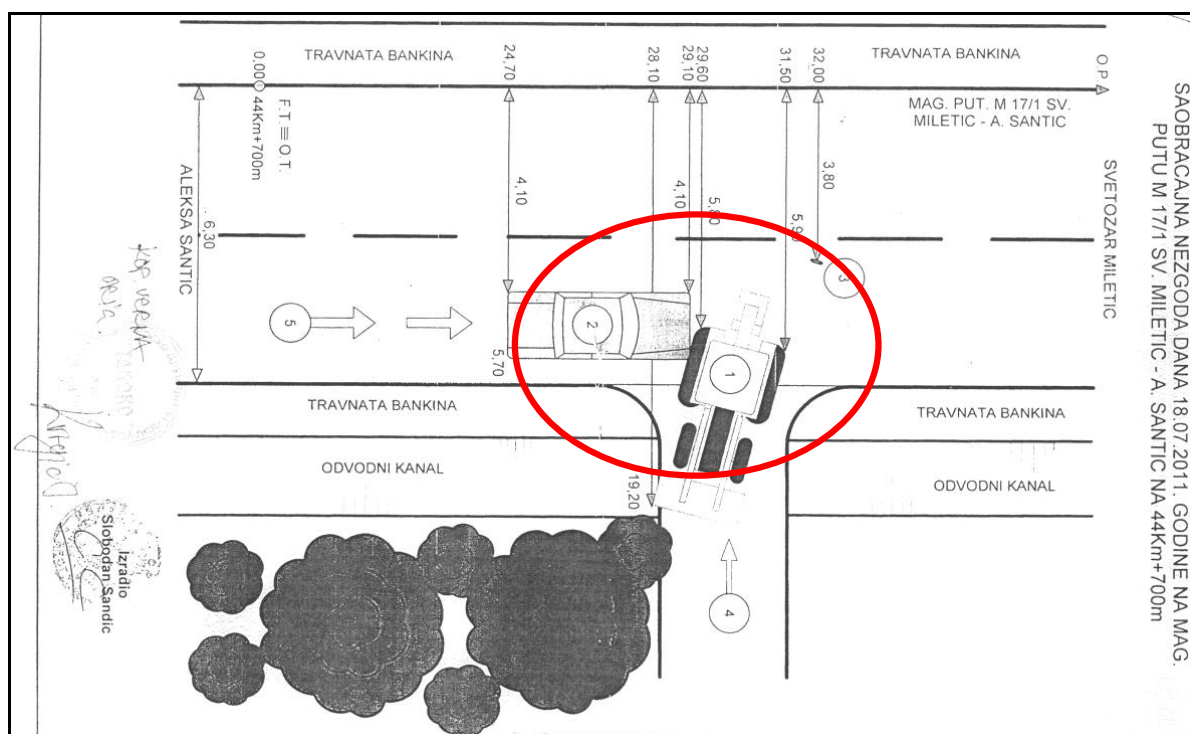 SAOBRACAJNA NEZGODA DANA 18.07.2011. GODINE NA MAG.
PUTU M 17/1 SV. MILETIC - A. SANTIC NA 44Km+700m
TRAVNATA BANKINA
TRAVNATA BANKINA
O.P.
0.00
24,70
28,10
29,10
29,60
31,50
32,00
44Km+700m
F.T. ≡ O.T.
MAG. PUT. M 17/1 SV.
MILETIC - A. SANTIC
ALEKSA SANTIC
6,30
4,10
4,10
5,80
5,90
3,80
SVETOZAR MILETIC
3
5
2
1
5,70
TRAVNATA BANKINA
TRAVNATA BANKINA
ODVODNI KANAL
19,20
ODVODNI KANAL
4
Izradio
Slobodan Sandic